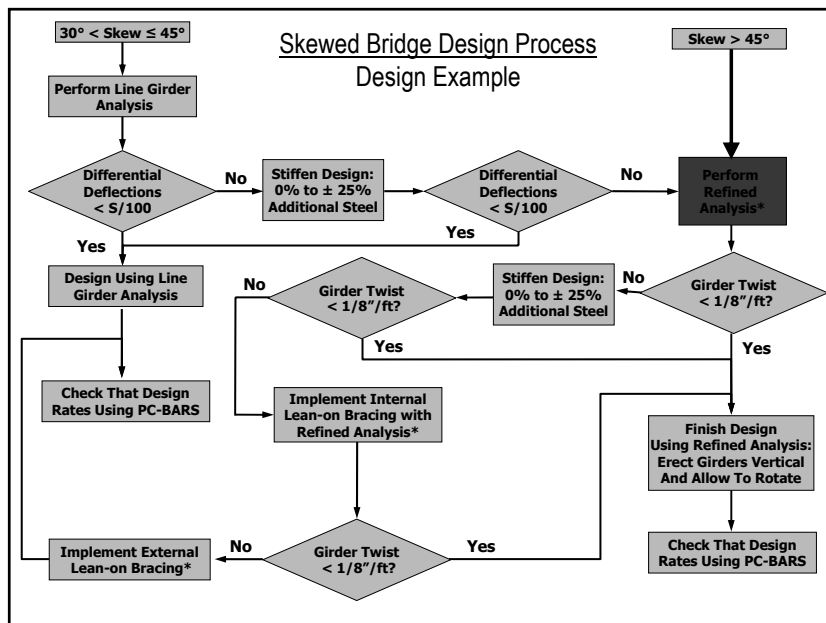 30° < Skew ≤ 45°
Skewed Bridge Design Process
Design Example
Skew > 45°
Perform Line Girder
Analysis
Differential
Deflections
< S/100
No
Stiffen Design:
0% to ± 25%
Additional Steel
Differential
Deflections
< S/100
No
Perform
Refined
Analysis*
Yes
Yes
Design Using Line
Girder Analysis
No
Girder Twist
< 1/8”/ft?
Stiffen Design:
0% to ± 25%
Additional Steel
No
Girder Twist
< 1/8”/ft?
Yes
Yes
Check That Design
Rates Using PC-BARS
Implement Internal
Lean-on Bracing with
Refined Analysis*
Finish Design
Using Refined Analysis:
Erect Girders Vertical
And Allow To Rotate
Implement External
Lean-on Bracing*
No
Girder Twist
< 1/8”/ft?
Yes
Check That Design
Rates Using PC-BARS